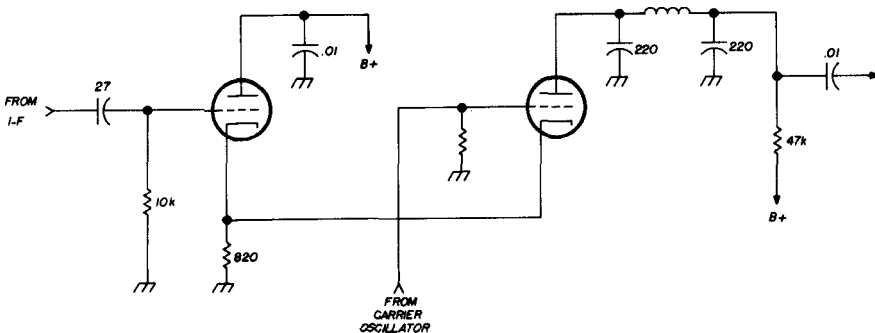 FROM
I-F
27
10k
.01
B+
820
FROM
CARRIER
OSCILLATOR
220
220
.01
47k
B+